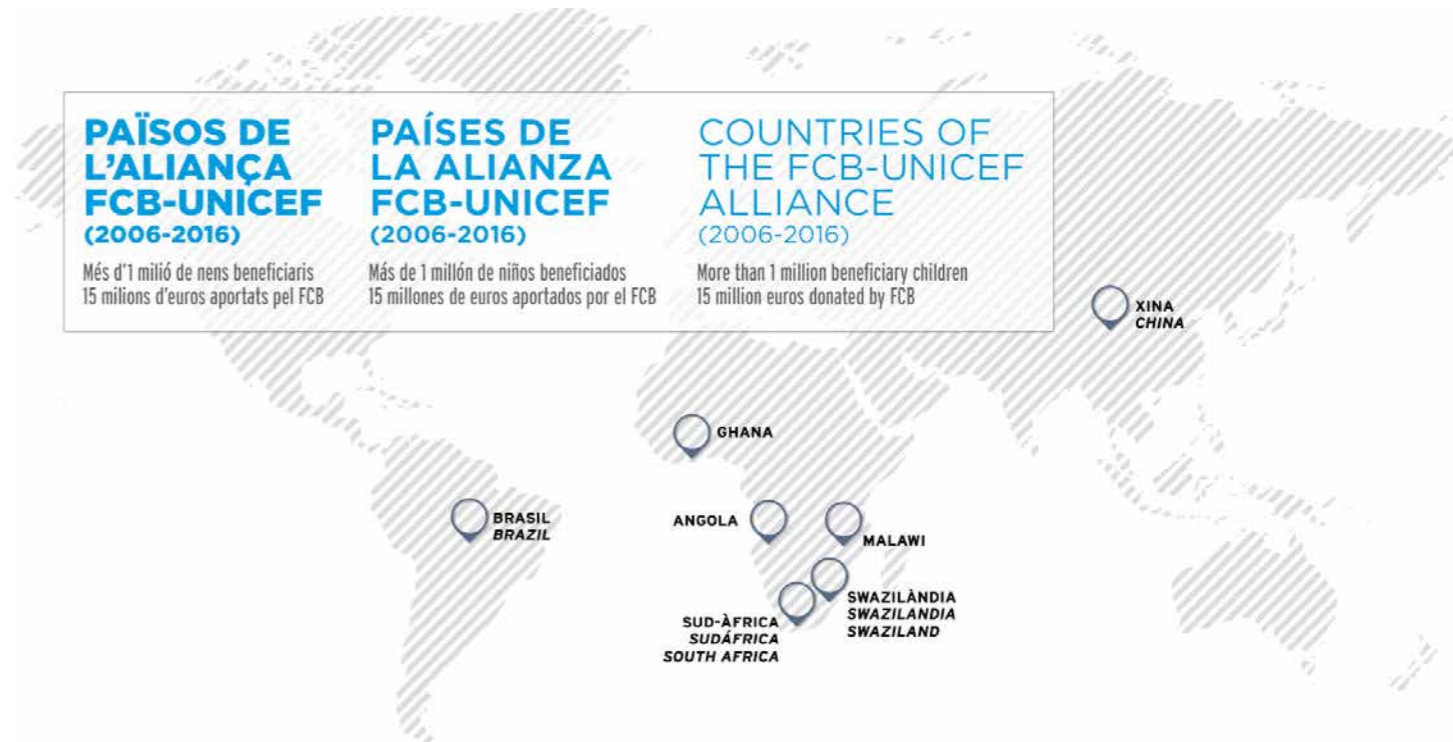 PAÏSOS DE
L'ALIANÇA
FCB-UNICEF
(2006-2016)
Més d'1 milió de nens beneficiaris
15 milions d'euros aportats pel FCB
PAÍSES DE
LA ALIANZA
FCB-UNICEF
(2006-2016)
Más de 1 millón de niños beneficiados
15 millones de euros aportados por el FCB
COUNTRIES OF
THE FCB-UNICEF
ALLIANCE
(2006-2016)
More than 1 million beneficiary children
15 million euros donated by FCB
XINA
CHINA
GHANA
BRASIL
BRAZIL
ANGOLA
MALAWI
SWAZILÀNDIA
SWAZILANDIA
SWAZILAND
SUD-ÀFRICA
SUDÁFRICA
SOUTH AFRICA